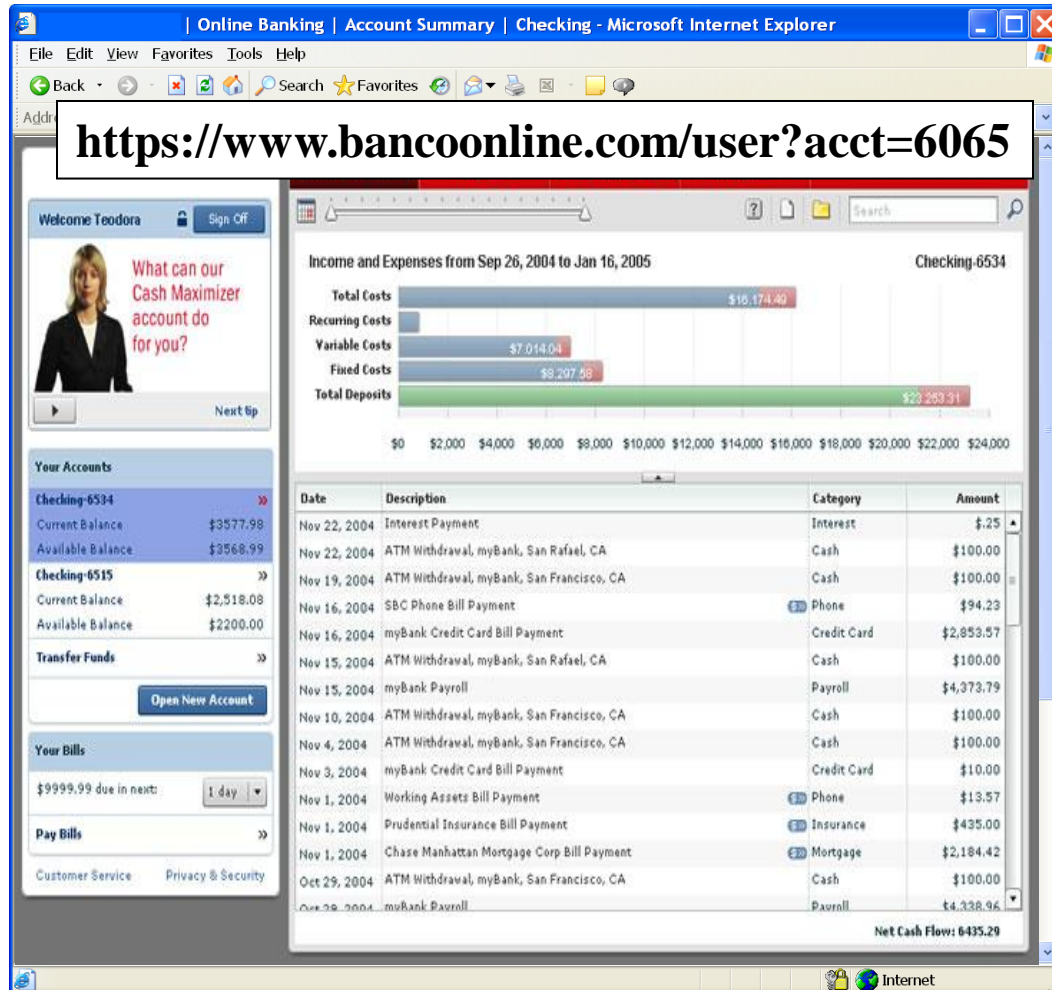 | Online Banking | Account Summary | Checking - Microsoft Internet Explorer
File Edit View Favorites Tools Help
Back Search Favorites
https://www.bancoonline.com/user?acct=6065
Welcome Teodora Sign Off
What can our
Cash Maximizer
account do
for you?
Next tip
Your Accounts
Checking-6534 »
Current Balance $3577.98
Available Balance $3568.99
Checking-6515 »
Current Balance $2,518.08
Available Balance $2200.00
Transfer Funds »
Open New Account
Your Bills
$9999.99 due in next: 1 day
Pay Bills »
Customer Service Privacy & Security
? Search
Income and Expenses from Sep 26, 2004 to Jan 16, 2005 Checking-6534
Total Costs $16,174.49
Recurring Costs
Variable Costs $7,014.04
Fixed Costs $8,297.58
Total Deposits $23,263.31
$0 $2,000 $4,000 $6,000 $8,000 $10,000 $12,000 $14,000 $16,000 $18,000 $20,000 $22,000 $24,000
Date Description Category Amount
Nov 22, 2004 Interest Payment Interest $.25
Nov 22, 2004 ATM Withdrawal, myBank, San Rafael, CA Cash $100.00
Nov 19, 2004 ATM Withdrawal, myBank, San Francisco, CA Cash $100.00
Nov 16, 2004 SBC Phone Bill Payment Phone $94.23
Nov 16, 2004 myBank Credit Card Bill Payment Credit Card $2,853.57
Nov 15, 2004 ATM Withdrawal, myBank, San Rafael, CA Cash $100.00
Nov 15, 2004 myBank Payroll Payroll $4,373.79
Nov 10, 2004 ATM Withdrawal, myBank, San Francisco, CA Cash $100.00
Nov 4, 2004 ATM Withdrawal, myBank, San Francisco, CA Cash $100.00
Nov 3, 2004 myBank Credit Card Bill Payment Credit Card $10.00
Nov 1, 2004 Working Assets Bill Payment Phone $13.57
Nov 1, 2004 Prudential Insurance Bill Payment Insurance $435.00
Nov 1, 2004 Chase Manhattan Mortgage Corp Bill Payment Mortgage $2,184.42
Oct 29, 2004 ATM Withdrawal, myBank, San Francisco, CA Cash $100.00
Oct 29, 2004 myBank Payroll Payroll $4,338.96
Net Cash Flow: 6435.29
Internet